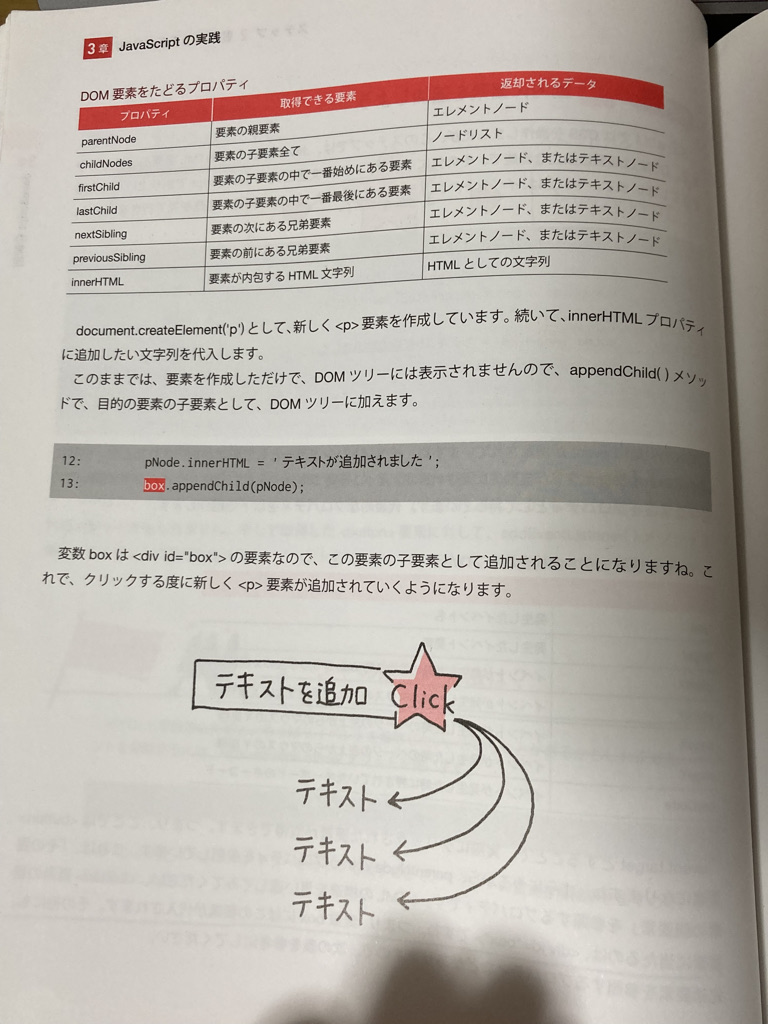 3章 JavaScript の実践
DOM 要素をたどるプロパティ
プロパティ 取得できる要素 返却されるデータ
parentNode 要素の親要素 エレメントノード
childNodes 要素の子要素全て ノードリスト
firstChild 要素の子要素の中で一番始めにある要素 エレメントノード、またはテキストノード
lastChild 要素の子要素の中で一番最後にある要素 エレメントノード、またはテキストノード
nextSibling 要素の次にある兄弟要素 エレメントノード、またはテキストノード
previousSibling 要素の前にある兄弟要素 エレメントノード、またはテキストノード
innerHTML 要素が内包する HTML 文字列 HTML としての文字列
document.createElement('p')として、新しく <p> 要素を作成しています。続いて、innerHTML プロパティ
に追加したい文字列を代入します。
このままでは、要素を作成しただけで、DOM ツリーには表示されませんので、appendChild( ) メソッ
ドで、目的の要素の子要素として、DOM ツリーに加えます。
12: pNode.innerHTML = ' テキストが追加されました ';
13: box.appendChild(pNode);
変数 box は <div id="box"> の要素なので、この要素の子要素として追加されることになりますね。こ
れで、クリックする度に新しく <p> 要素が追加されていくようになります。
テキストを追加 Click
テキスト
テキスト
テキスト